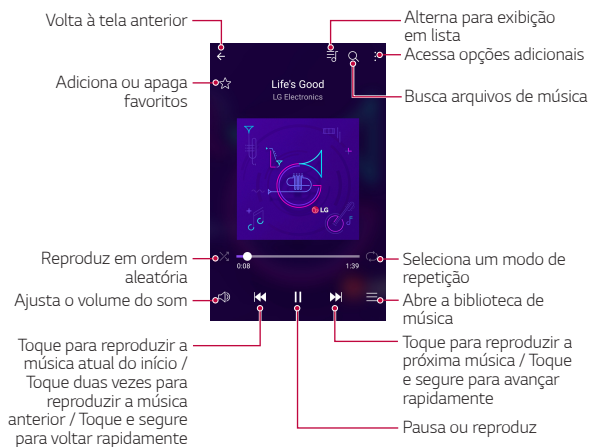 Volta à tela anterior
Alterna para exibição
em lista
Acessa opções adicionais
Adiciona ou apaga
favoritos
Busca arquivos de música
Life's Good
LG Electronics
LG
Reproduz em ordem
aleatória
0:08
1:39
Seleciona um modo de
repetição
Ajusta o volume do som
Abre a biblioteca de
música
Toque para reproduzir a
música atual do início /
Toque duas vezes para
reproduzir a música
anterior / Toque e segure
para voltar rapidamente
Toque para reproduzir a
próxima música / Toque
e segure para avançar
rapidamente
Pausa ou reproduz